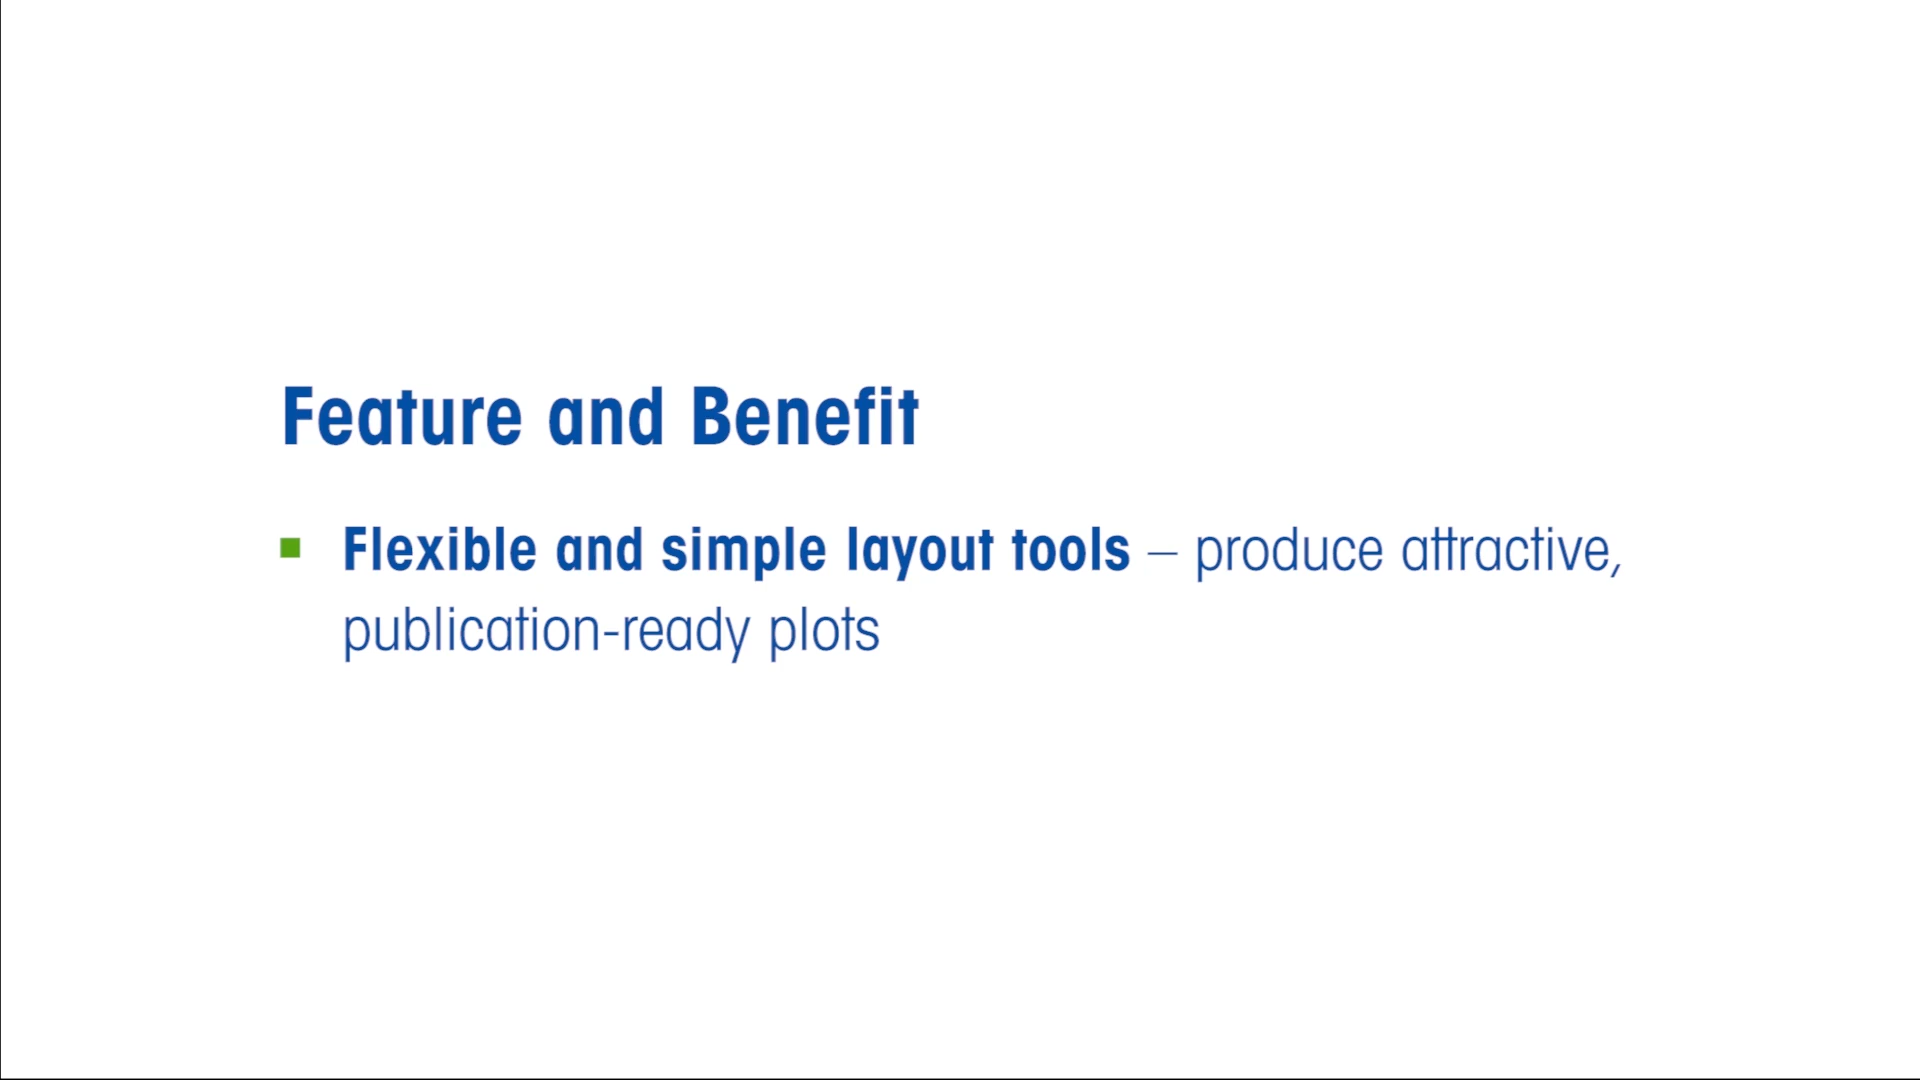 Feature and Benefit
Flexible and simple layout tools – produce attractive,
publication-ready plots